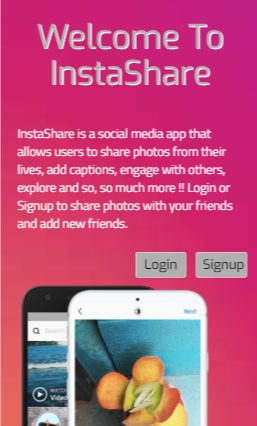 Welcome To
InstaShare
InstaShare is a social media app that
allows users to share photos from their
lives, add captions, engage with others,
explore and so, so much more !! Login or
Signup to share photos with your friends
and add new friends.
Login Signup
Search
Next
WATCH
Video